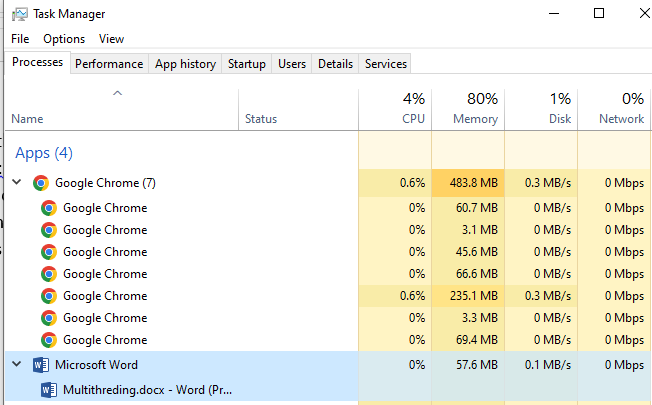 Task Manager
File Options View
Processes Performance App history Startup Users Details Services
4% 80% 1% 0%
Name Status CPU Memory Disk Network
Apps (4)
Google Chrome (7) 0.6% 483.8 MB 0.3 MB/s 0 Mbps
Google Chrome 0% 60.7 MB 0 MB/s 0 Mbps
Google Chrome 0% 3.1 MB 0 MB/s 0 Mbps
Google Chrome 0% 45.6 MB 0 MB/s 0 Mbps
Google Chrome 0% 66.6 MB 0 MB/s 0 Mbps
Google Chrome 0.6% 235.1 MB 0.3 MB/s 0 Mbps
Google Chrome 0% 3.3 MB 0 MB/s 0 Mbps
Google Chrome 0% 69.4 MB 0 MB/s 0 Mbps
Microsoft Word 0% 57.6 MB 0.1 MB/s 0 Mbps
Multithreding.docx - Word (Pr...